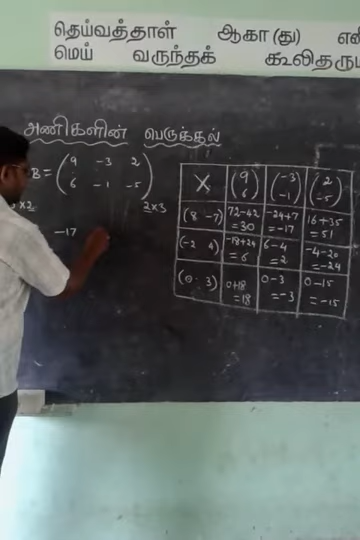 தெய்வத்தான் ஆகா (து) எனி
மெய் வருந்தக் கூலிதரும்
அணிகளின் பெருக்கல்
B = ( 9 -3 2
6 -1 -5 )
×2 2×3
-17
X (9 6) (-3 -1) (2 -5)
(8 -7) 72-42 = 30 -24+7 = -17 16+35 = 51
(-2 4) -18+24 = 6 6-4 = 2 -4-20 = -24
(0 3) 0+18 = 18 0-3 = -3 0-15 = -15